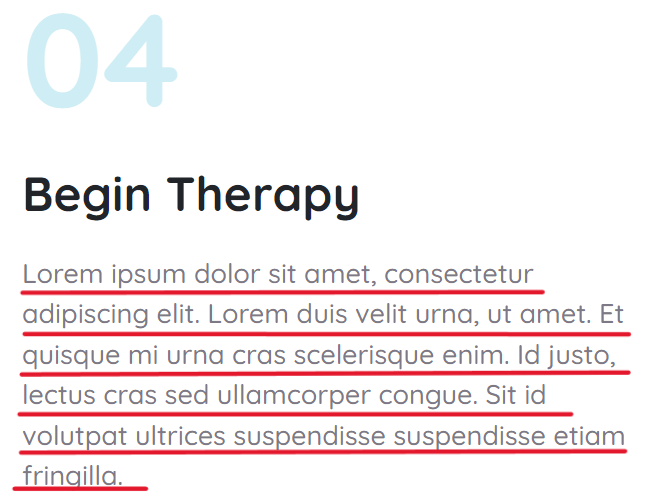 04
Begin Therapy
Lorem ipsum dolor sit amet, consectetur
adipiscing elit. Lorem duis velit urna, ut amet. Et
quisque mi urna cras scelerisque enim. Id justo,
lectus cras sed ullamcorper congue. Sit id
volutpat ultrices suspendisse suspendisse etiam
fringilla.